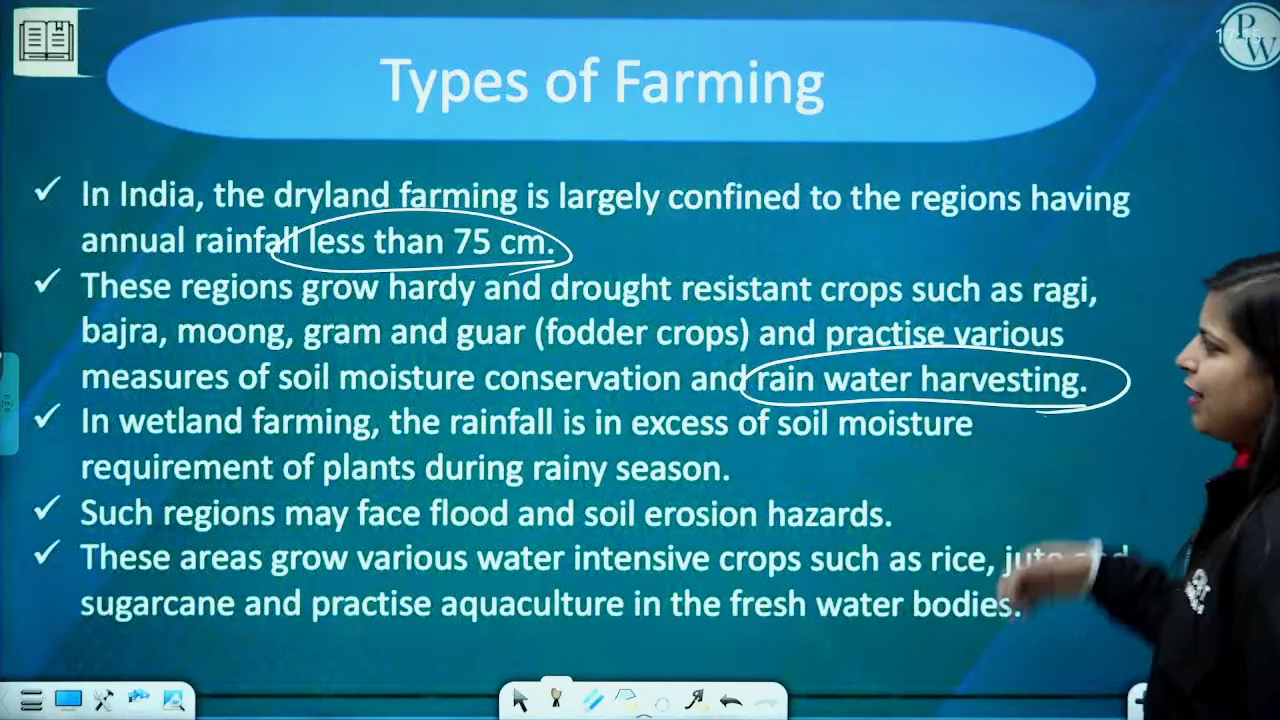 Types of Farming
PW
In India, the dryland farming is largely confined to the regions having
annual rainfall less than 75 cm.
These regions grow hardy and drought resistant crops such as ragi,
bajra, moong, gram and guar (fodder crops) and practise various
measures of soil moisture conservation and rain water harvesting.
In wetland farming, the rainfall is in excess of soil moisture
requirement of plants during rainy season.
Such regions may face flood and soil erosion hazards.
These areas grow various water intensive crops such as rice, jute and
sugarcane and practise aquaculture in the fresh water bodies.